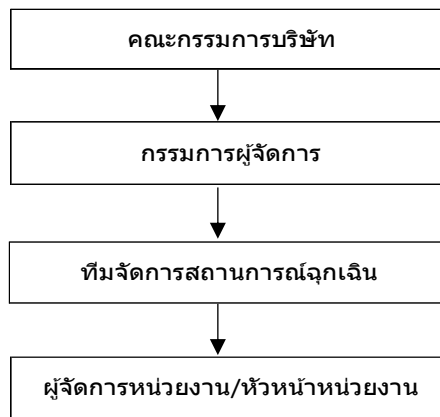 คณะกรรมการบริษัท
กรรมการผู้จัดการ
ทีมจัดการสถานการณ์ฉุกเฉิน
ผู้จัดการหน่วยงาน/หัวหน้าหน่วยงาน